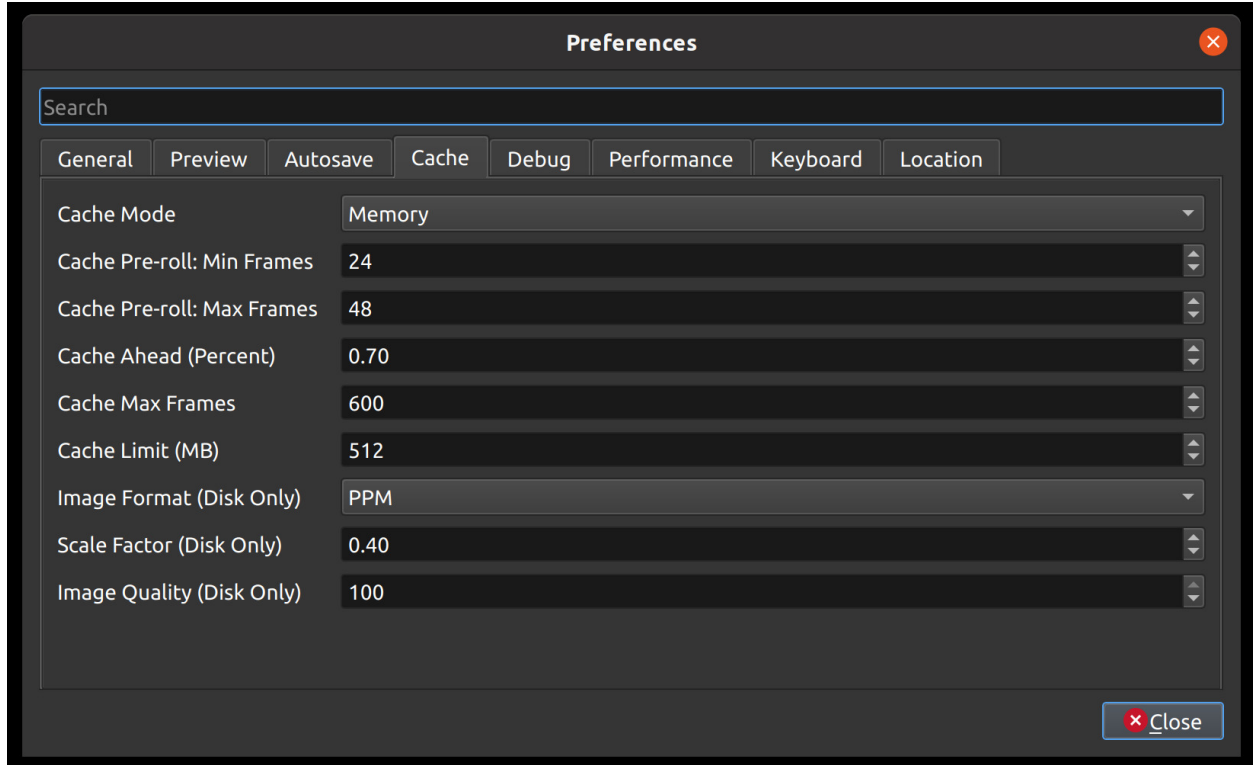 Preferences
Search
General Preview Autosave Cache Debug Performance Keyboard Location
Cache Mode Memory
Cache Pre-roll: Min Frames 24
Cache Pre-roll: Max Frames 48
Cache Ahead (Percent) 0.70
Cache Max Frames 600
Cache Limit (MB) 512
Image Format (Disk Only) PPM
Scale Factor (Disk Only) 0.40
Image Quality (Disk Only) 100
Close